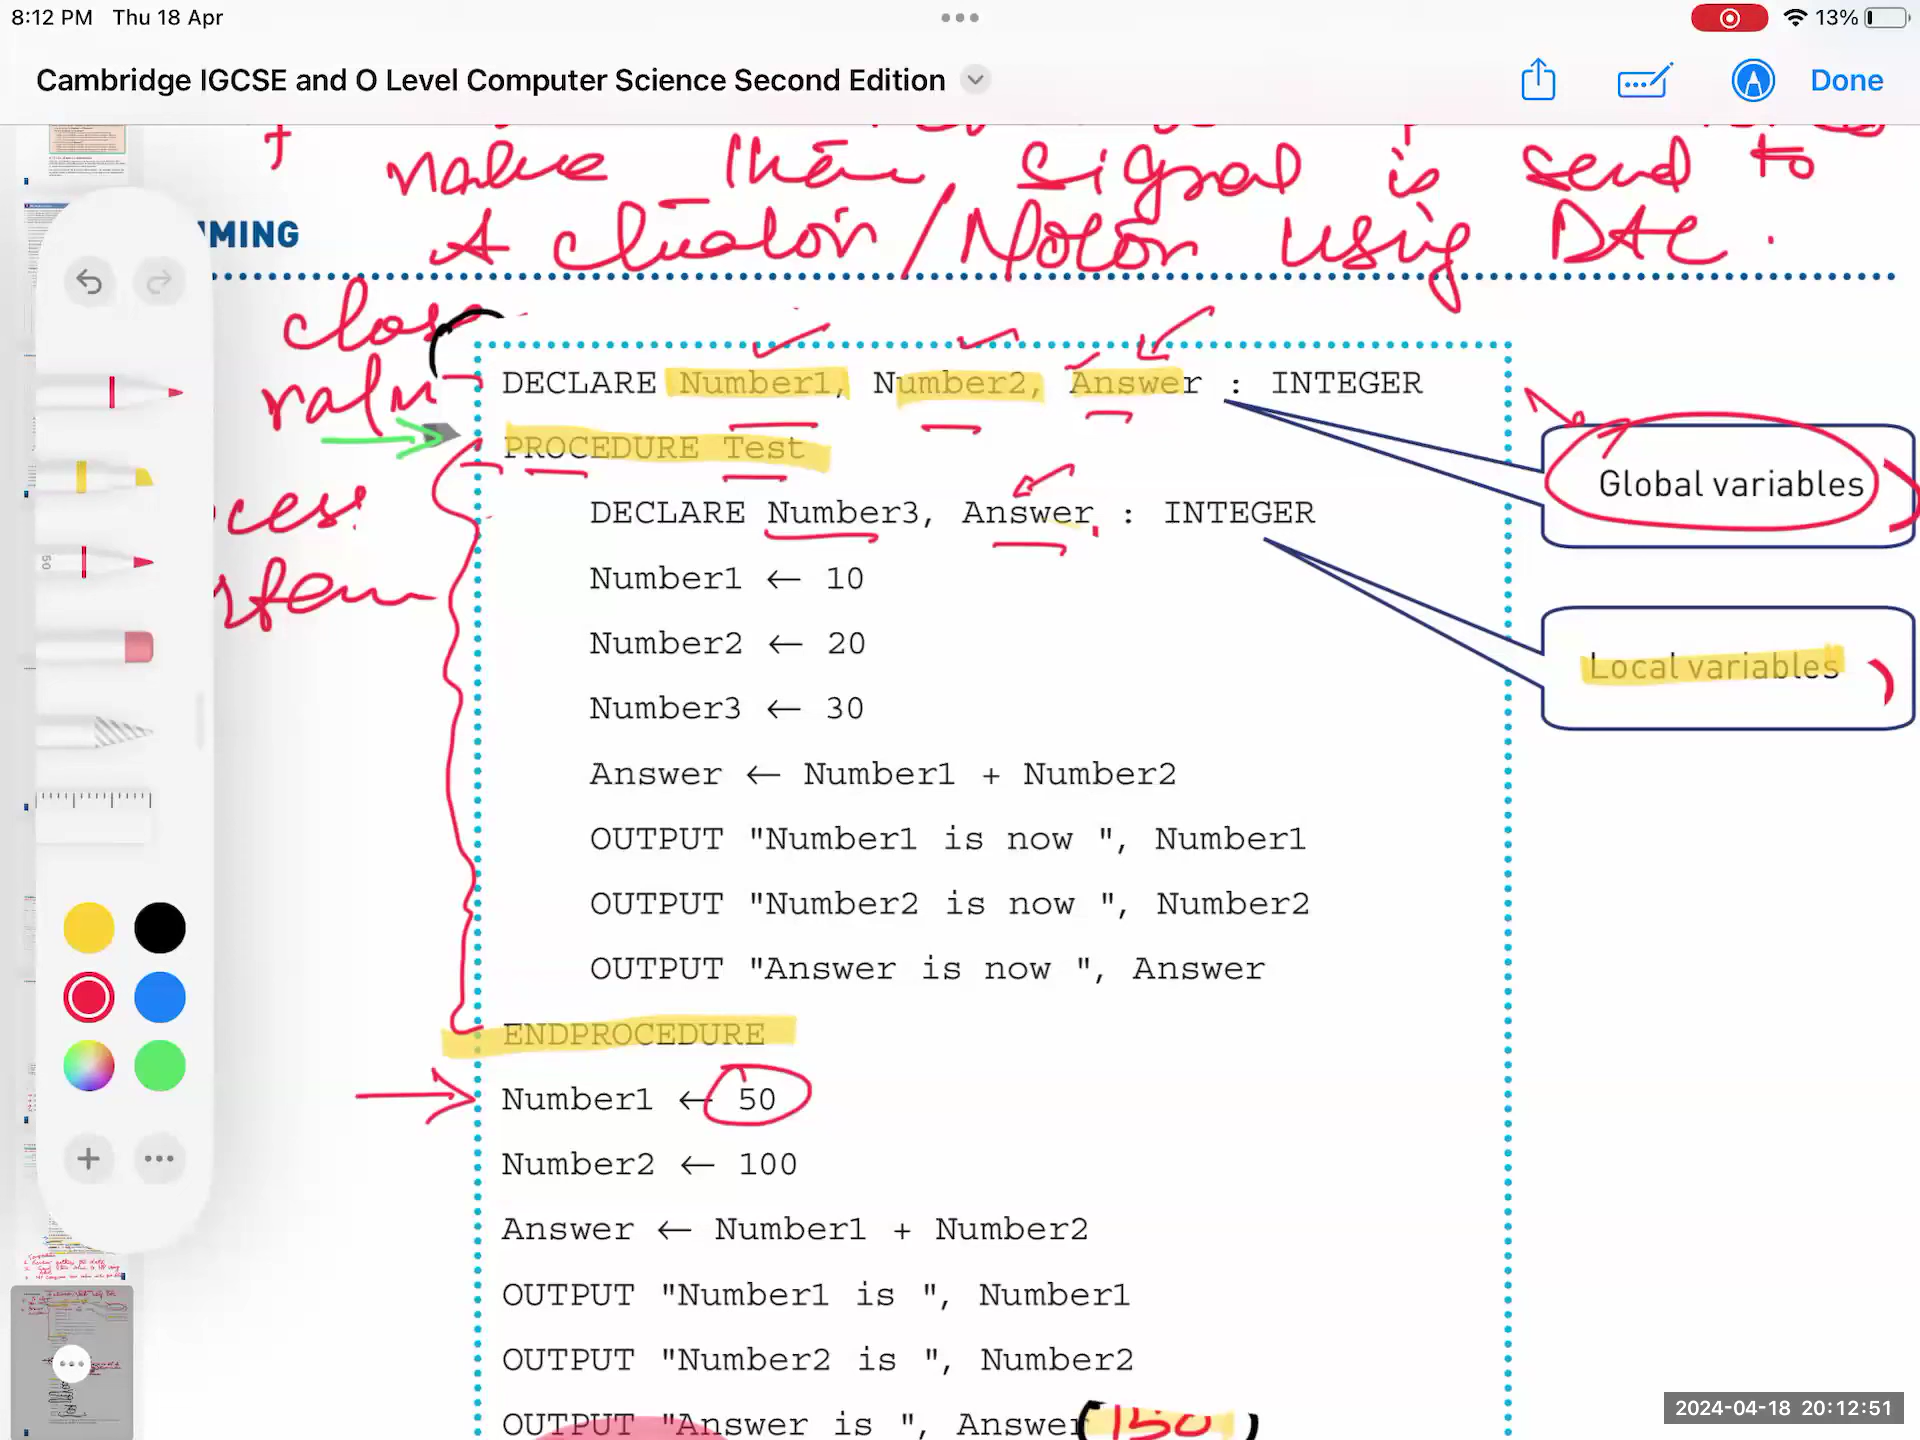 8:12 PM Thu 18 Apr
13%
Cambridge IGCSE and O Level Computer Science Second Edition
Done
value then signal is send to
MING
A ctuator/Motor using DAC.
close
value
DECLARE Number1, Number2, Answer : INTEGER
PROCEDURE Test
Global variables
DECLARE Number3, Answer : INTEGER
Number1 ← 10
Number2 ← 20
Local variables
Number3 ← 30
Answer ← Number1 + Number2
OUTPUT "Number1 is now ", Number1
OUTPUT "Number2 is now ", Number2
OUTPUT "Answer is now ", Answer
ENDPROCEDURE
Number1 ← 50
Number2 ← 100
Answer ← Number1 + Number2
OUTPUT "Number1 is ", Number1
OUTPUT "Number2 is ", Number2
OUTPUT "Answer is ", Answer (150)
50
2024-04-18 20:12:51